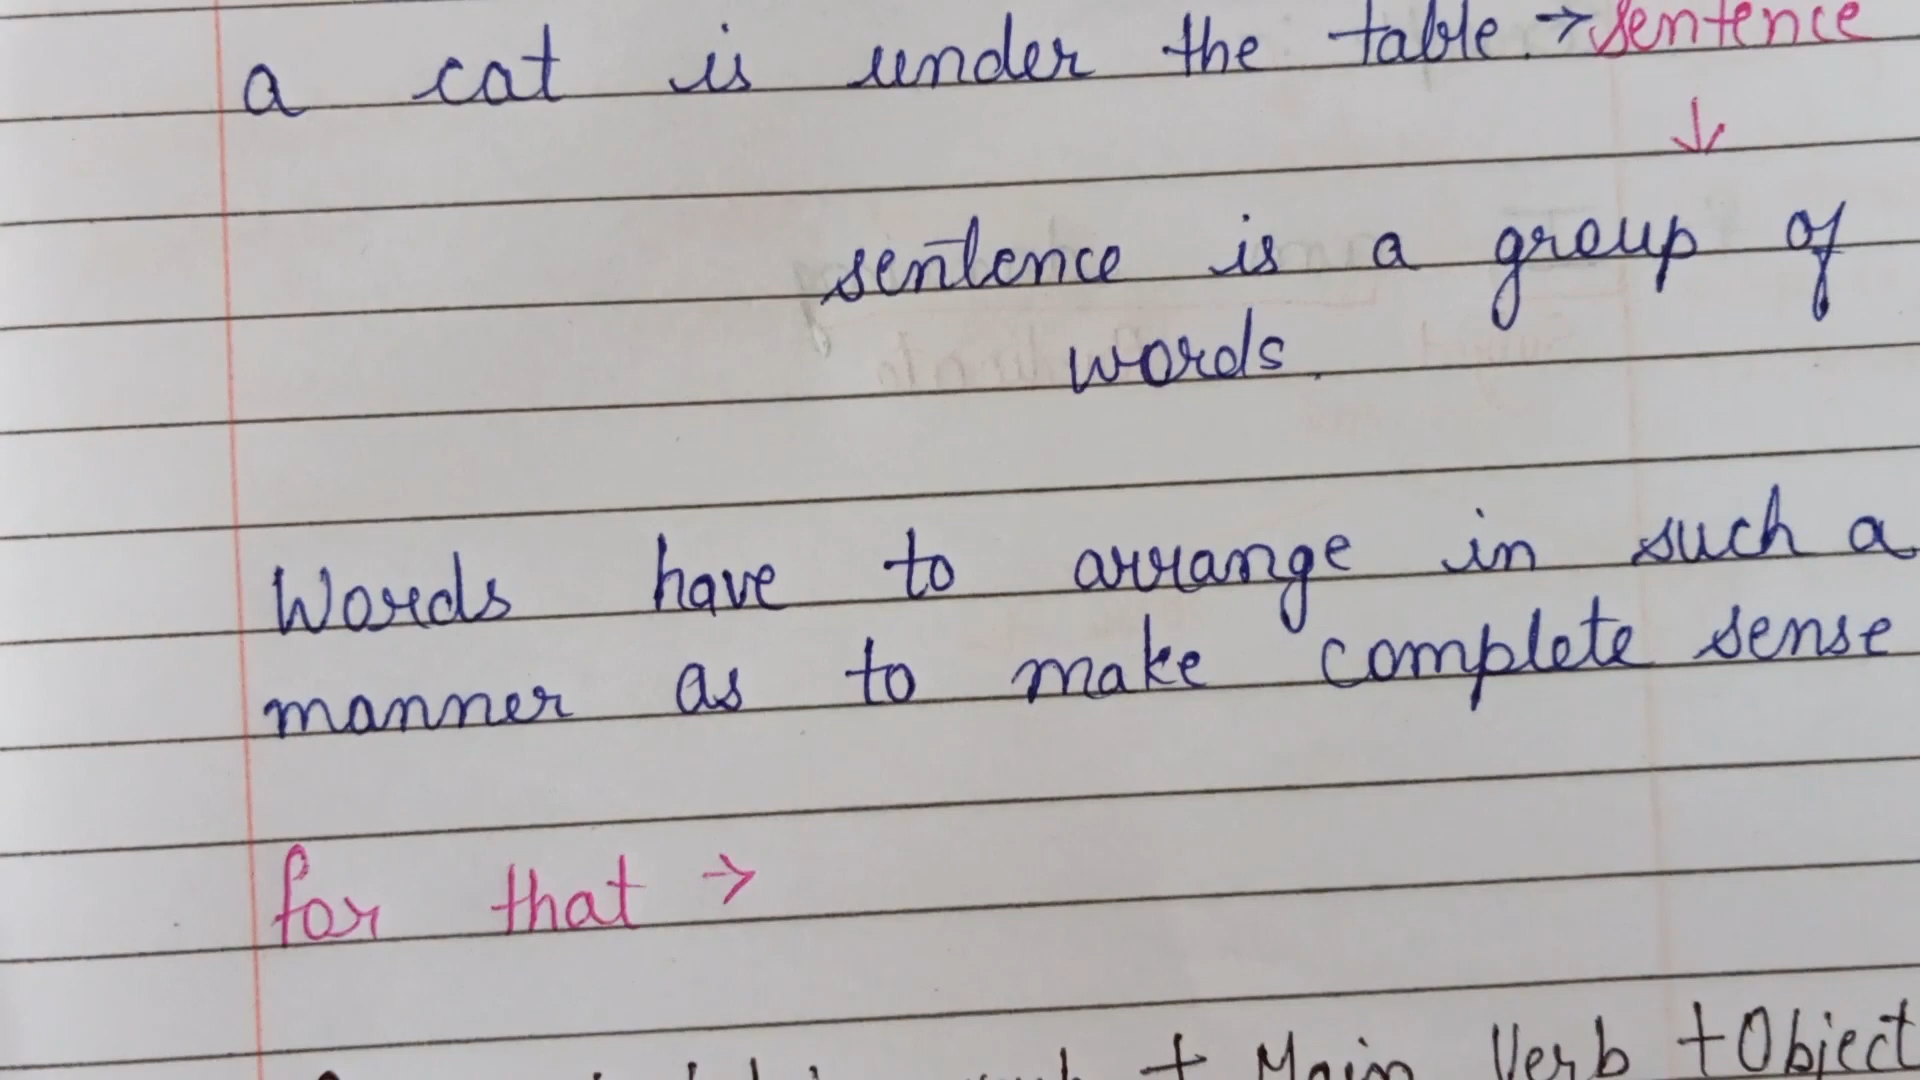 a cat is under the table. → sentence
↓
sentence is a group of
words.
Words have to arrange in such a
manner as to make complete sense
for that →
+ Main Verb + Object